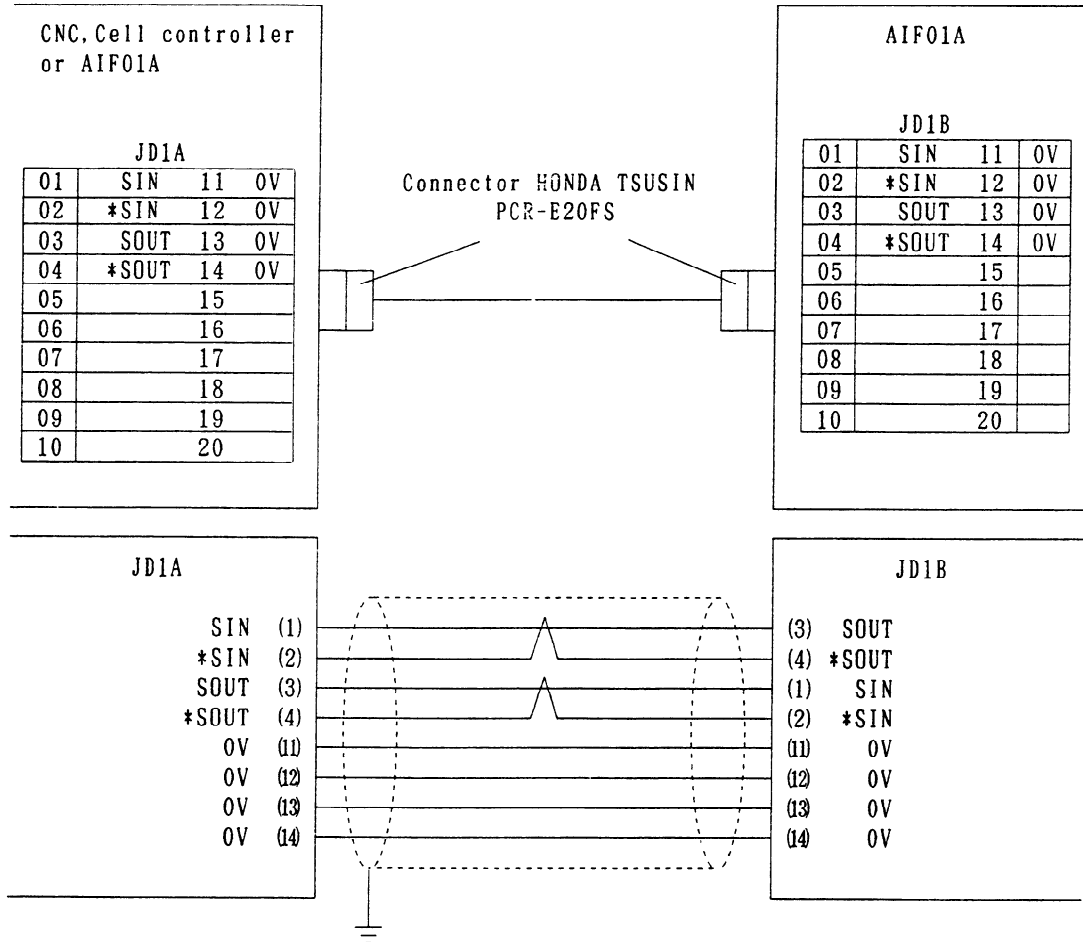 CNC, Cell controller
or AIF01A
JD1A
01 SIN 11 0V
02 *SIN 12 0V
03 SOUT 13 0V
04 *SOUT 14 0V
05 15
06 16
07 17
08 18
09 19
10 20
Connector HONDA TSUSIN
PCR-E20FS
AIF01A
JD1B
01 SIN 11 0V
02 *SIN 12 0V
03 SOUT 13 0V
04 *SOUT 14 0V
05 15
06 16
07 17
08 18
09 19
10 20
JD1A
SIN (1)
*SIN (2)
SOUT (3)
*SOUT (4)
0V (11)
0V (12)
0V (13)
0V (14)
JD1B
(3) SOUT
(4) *SOUT
(1) SIN
(2) *SIN
(11) 0V
(12) 0V
(13) 0V
(14) 0V